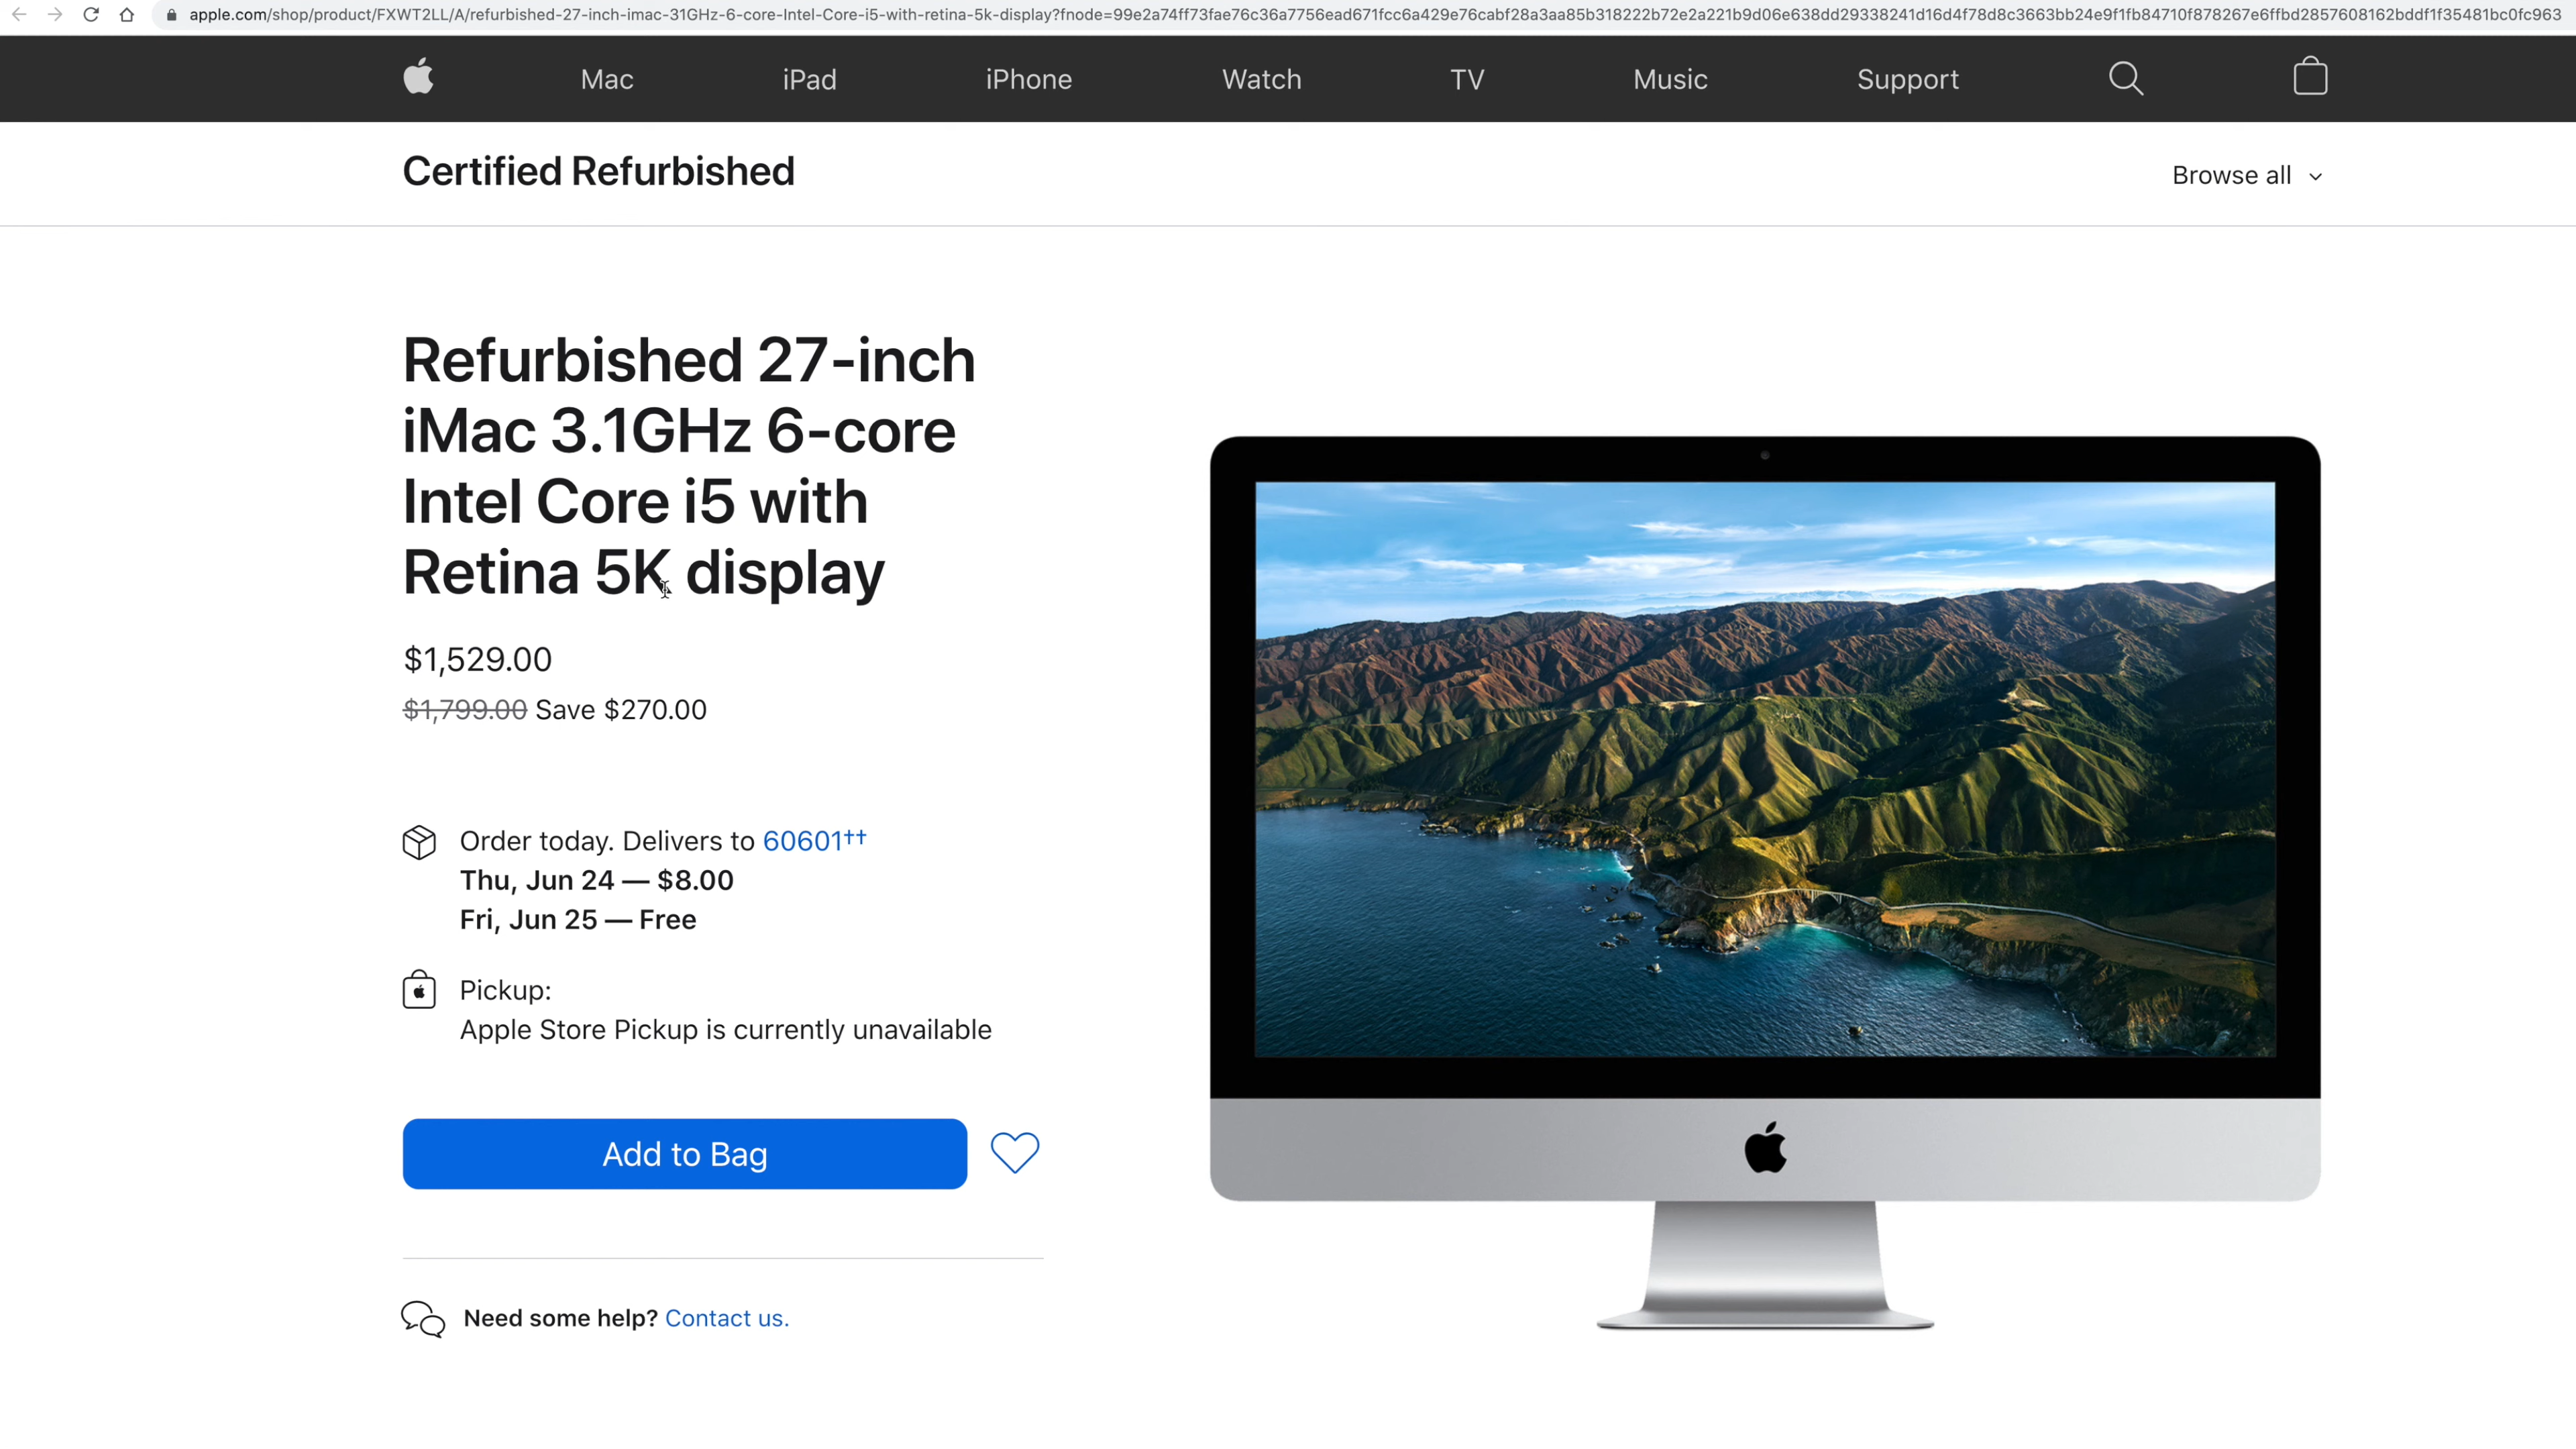 apple.com/shop/product/FXWT2LL/A/refurbished-27-inch-imac-31GHz-6-core-Intel-Core-i5-with-retina-5k-display?fnode=99e2a74ff73fae76c36a7756ead671fcc6a429e76cabf28a3aa85b318222b72e2a221b9d06e638dd29338241d16d4f78d8c3663bb24e9f1fb84710f878267e6ffbd2857608162bddf1f35481bc0fc963
Mac iPad iPhone Watch TV Music Support
Certified Refurbished Browse all
Refurbished 27-inch
iMac 3.1GHz 6-core
Intel Core i5 with
Retina 5K display
$1,529.00
$1,799.00 Save $270.00
Order today. Delivers to 60601††
Thu, Jun 24 — $8.00
Fri, Jun 25 — Free
Pickup:
Apple Store Pickup is currently unavailable
Add to Bag
Need some help? Contact us.